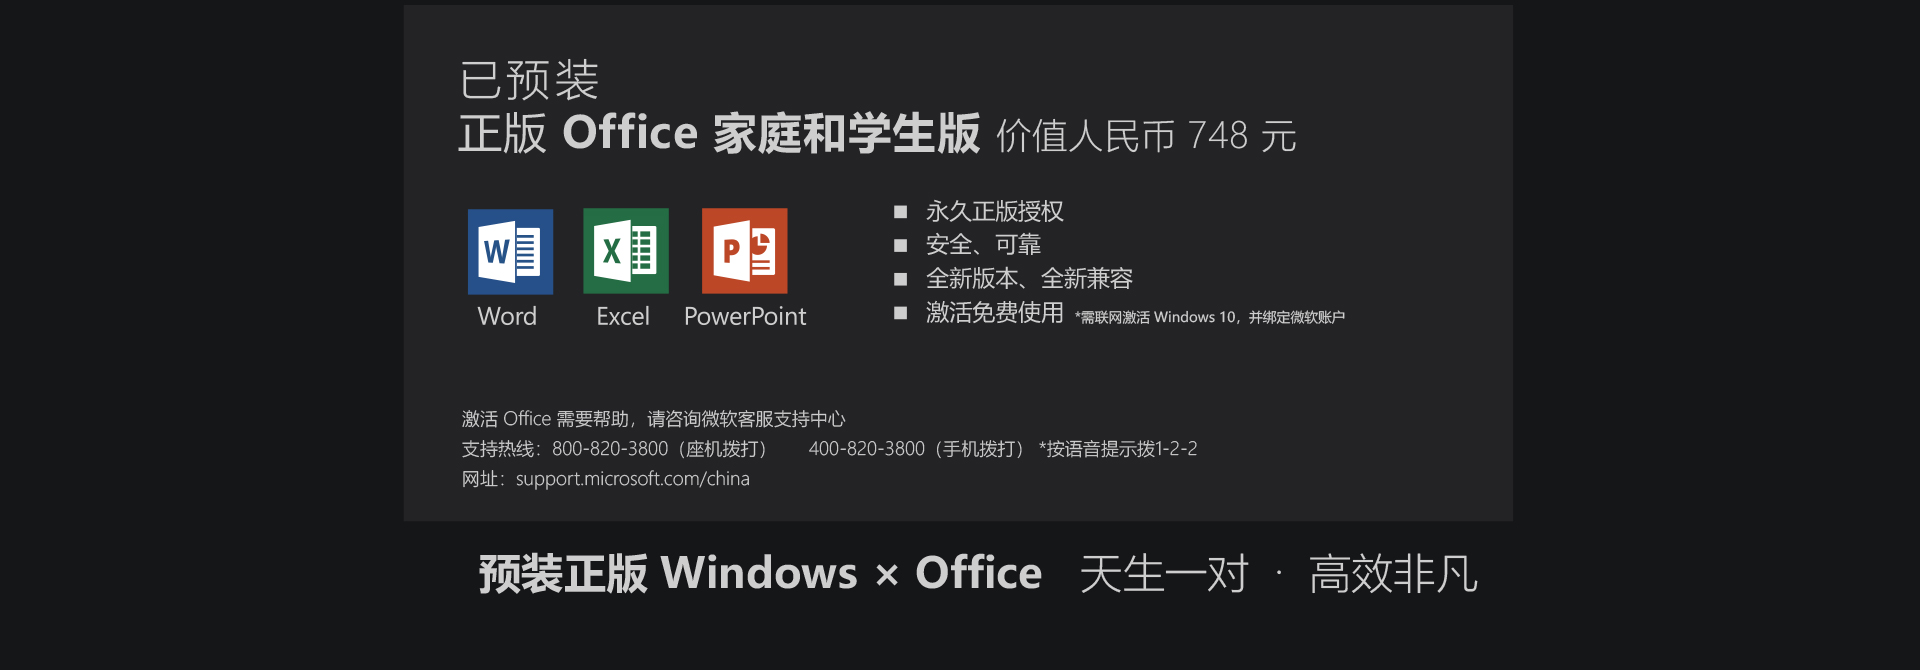 已预装
正版 Office 家庭和学生版 价值人民币 748 元
W
X
P
Word
Excel
PowerPoint
■ 永久正版授权
■ 安全、可靠
■ 全新版本、全新兼容
■ 激活免费使用 *需联网激活 Windows 10，并绑定微软账户
激活 Office 需要帮助，请咨询微软客服支持中心
支持热线：800-820-3800（座机拨打） 400-820-3800（手机拨打） *按语音提示拨1-2-2
网址：support.microsoft.com/china
预装正版 Windows × Office 天生一对 · 高效非凡